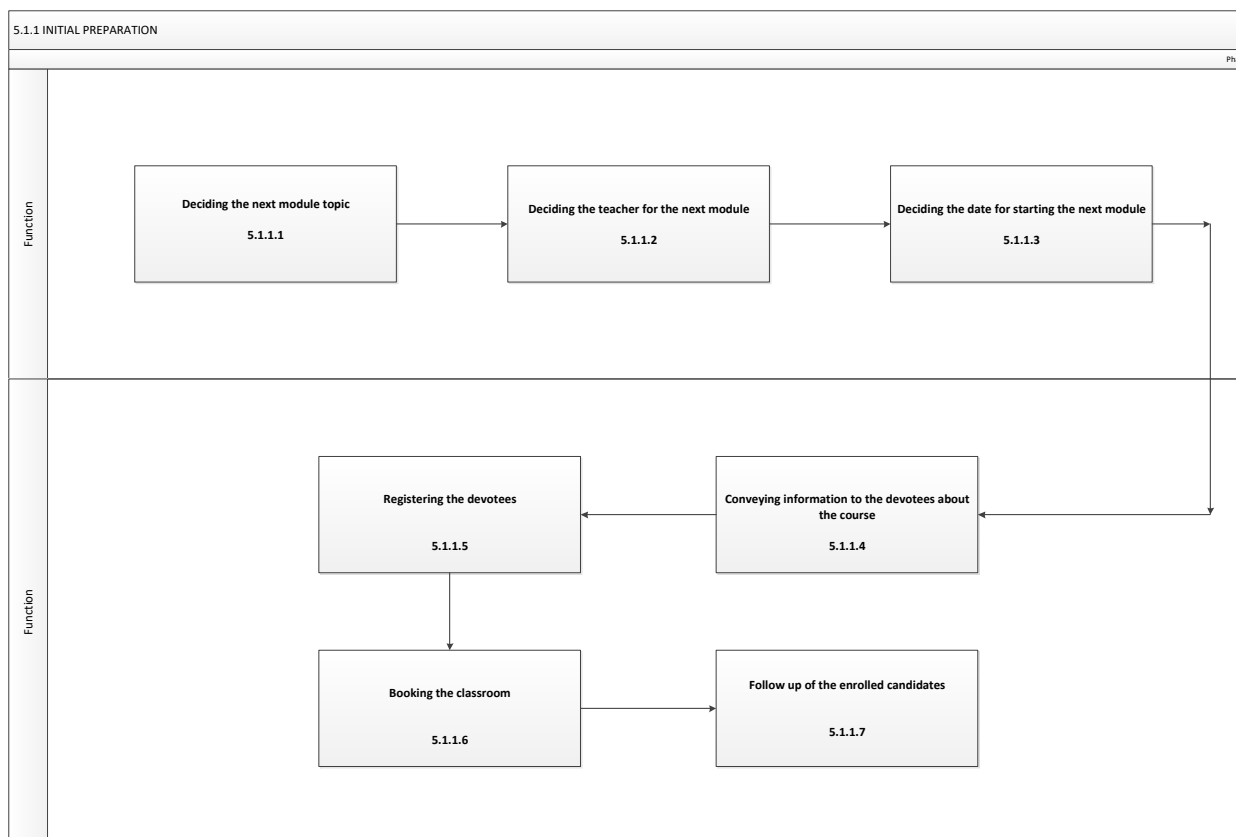 5.1.1 INITIAL PREPARATION
Function
Deciding the next module topic
5.1.1.1
Deciding the teacher for the next module
5.1.1.2
Deciding the date for starting the next module
5.1.1.3
Function
Registering the devotees
5.1.1.5
Conveying information to the devotees about
the course
5.1.1.4
Booking the classroom
5.1.1.6
Follow up of the enrolled candidates
5.1.1.7